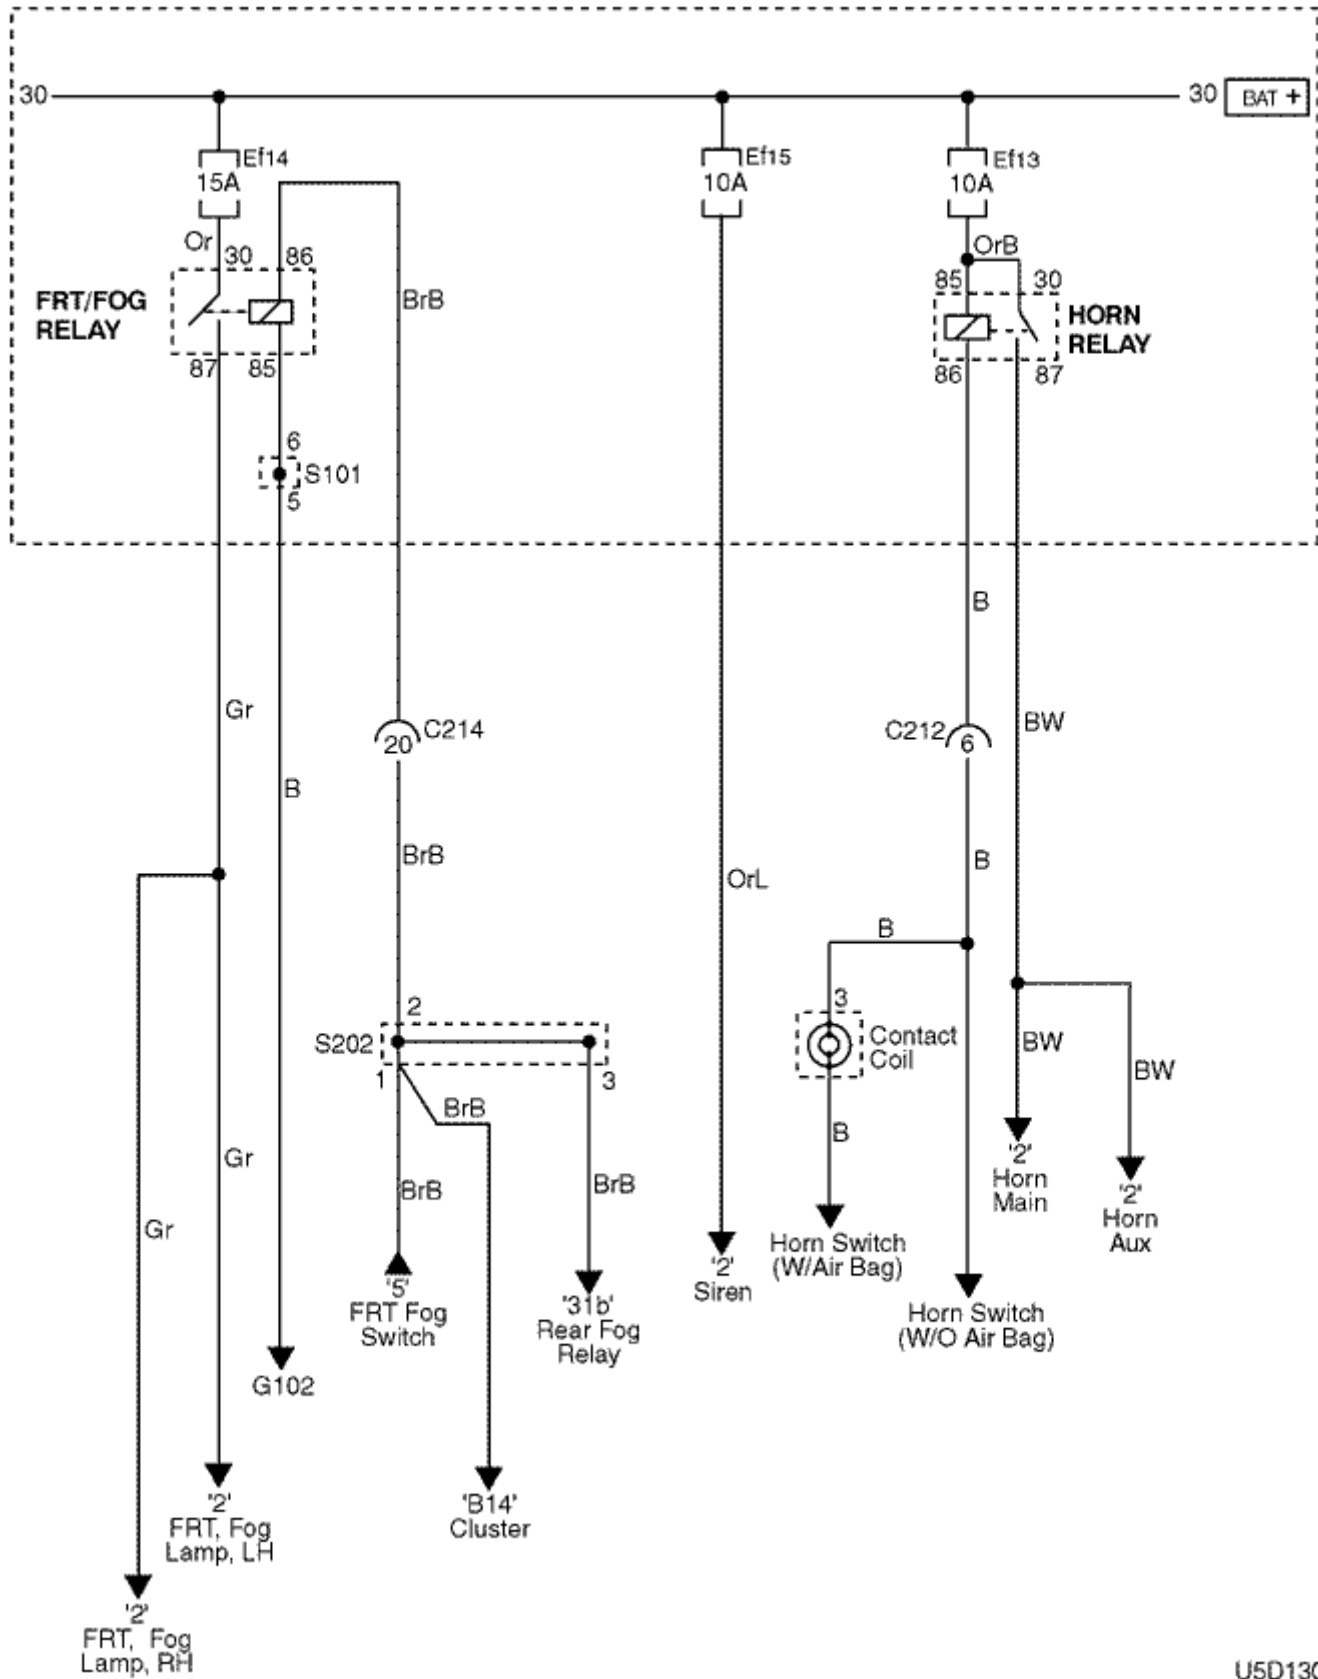 30
30 BAT +
Ef14
15A
Ef15
10A
Ef13
10A
Or
30
86
OrB
85
30
FRT/FOG
RELAY
BrB
HORN
RELAY
87
85
86
87
6
S101
5
B
Gr
C214
20
C212
6
BW
B
BrB
B
OrL
B
2
S202
1
3
3
Contact
Coil
BW
BW
BrB
B
Gr
BrB
BrB
Gr
'2'
Horn
Main
'2'
Horn
Aux
'2'
Siren
Horn Switch
(W/Air Bag)
'5'
FRT Fog
Switch
'31b'
Rear Fog
Relay
Horn Switch
(W/O Air Bag)
G102
'2'
FRT, Fog
Lamp, LH
'B14'
Cluster
'2'
FRT, Fog
Lamp, RH